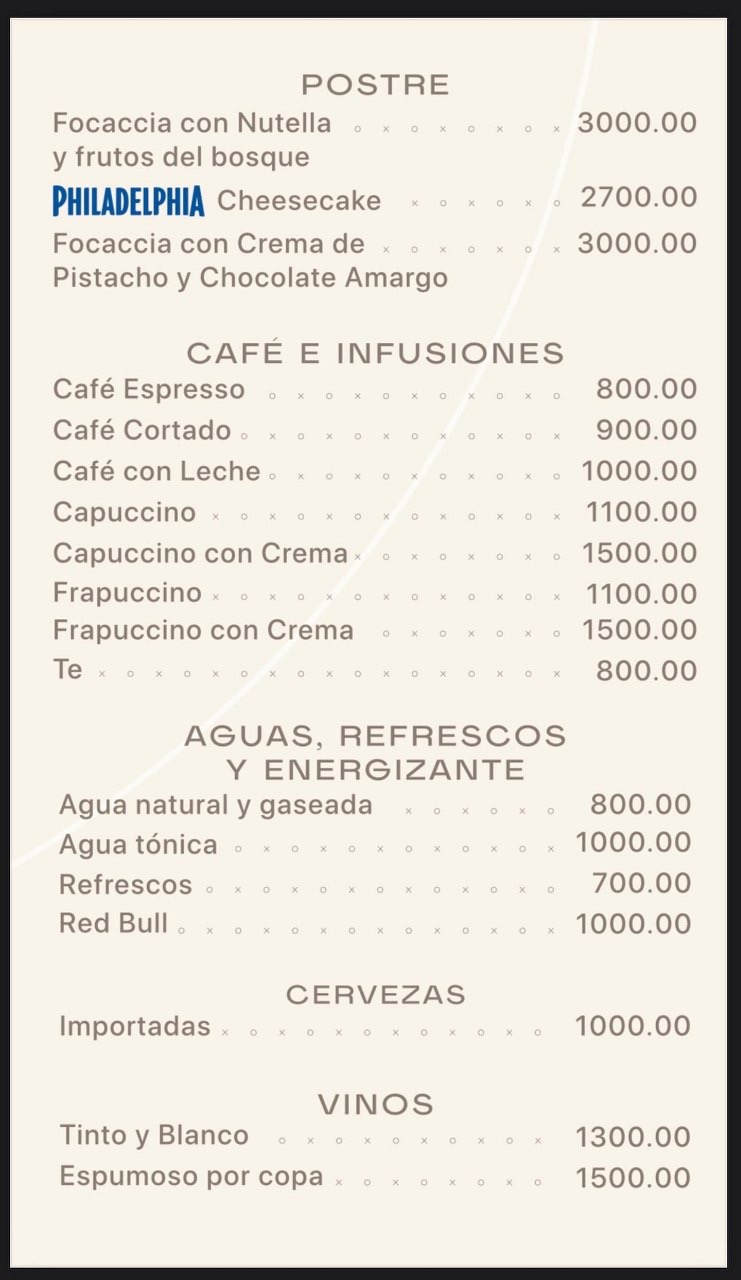 POSTRE
Focaccia con Nutella 3000.00
y frutos del bosque
PHILADELPHIA Cheesecake 2700.00
Focaccia con Crema de 3000.00
Pistacho y Chocolate Amargo
CAFÉ E INFUSIONES
Café Espresso 800.00
Café Cortado 900.00
Café con Leche 1000.00
Capuccino 1100.00
Capuccino con Crema 1500.00
Frapuccino 1100.00
Frapuccino con Crema 1500.00
Te 800.00
AGUAS, REFRESCOS
Y ENERGIZANTE
Agua natural y gaseada 800.00
Agua tónica 1000.00
Refrescos 700.00
Red Bull 1000.00
CERVEZAS
Importadas 1000.00
VINOS
Tinto y Blanco 1300.00
Espumoso por copa 1500.00